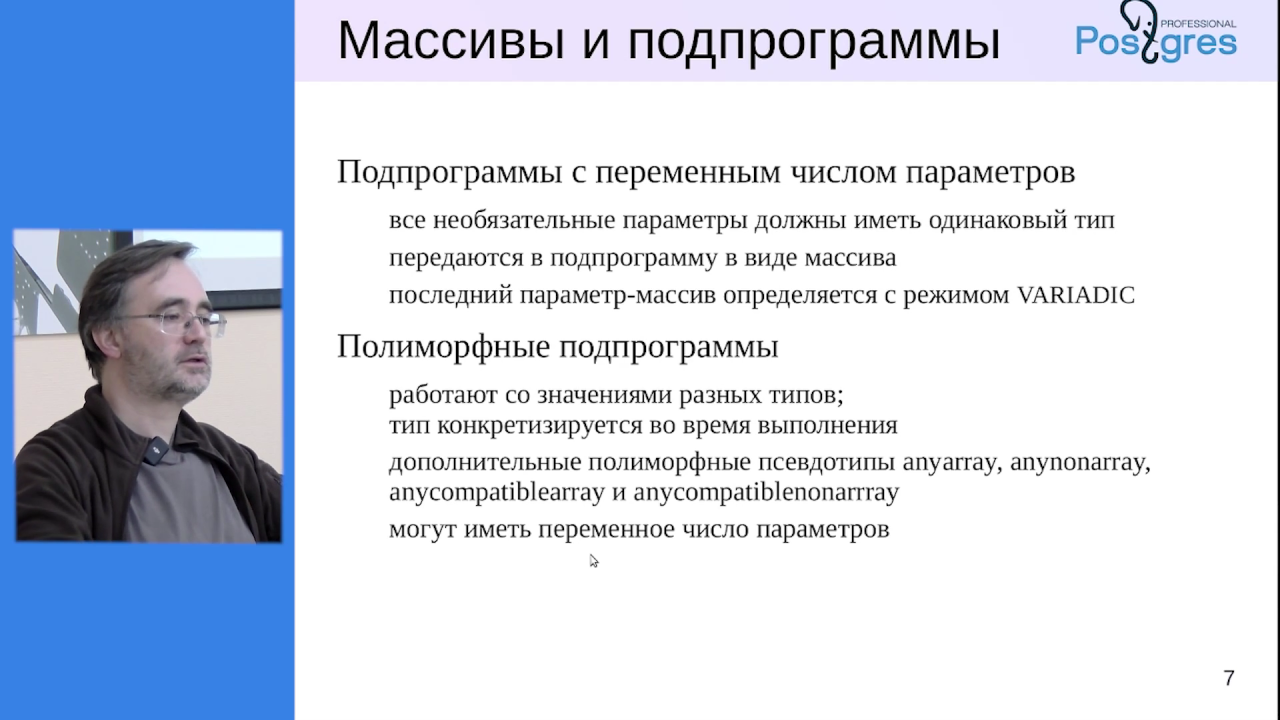 Массивы и подпрограммы
PROFESSIONAL
Postgres
Подпрограммы с переменным числом параметров
все необязательные параметры должны иметь одинаковый тип
передаются в подпрограмму в виде массива
последний параметр-массив определяется с режимом VARIADIC
Полиморфные подпрограммы
работают со значениями разных типов;
тип конкретизируется во время выполнения
дополнительные полиморфные псевдотипы anyarray, anynonarray,
anycompatiblearray и anycompatiblenonarrray
могут иметь переменное число параметров
7